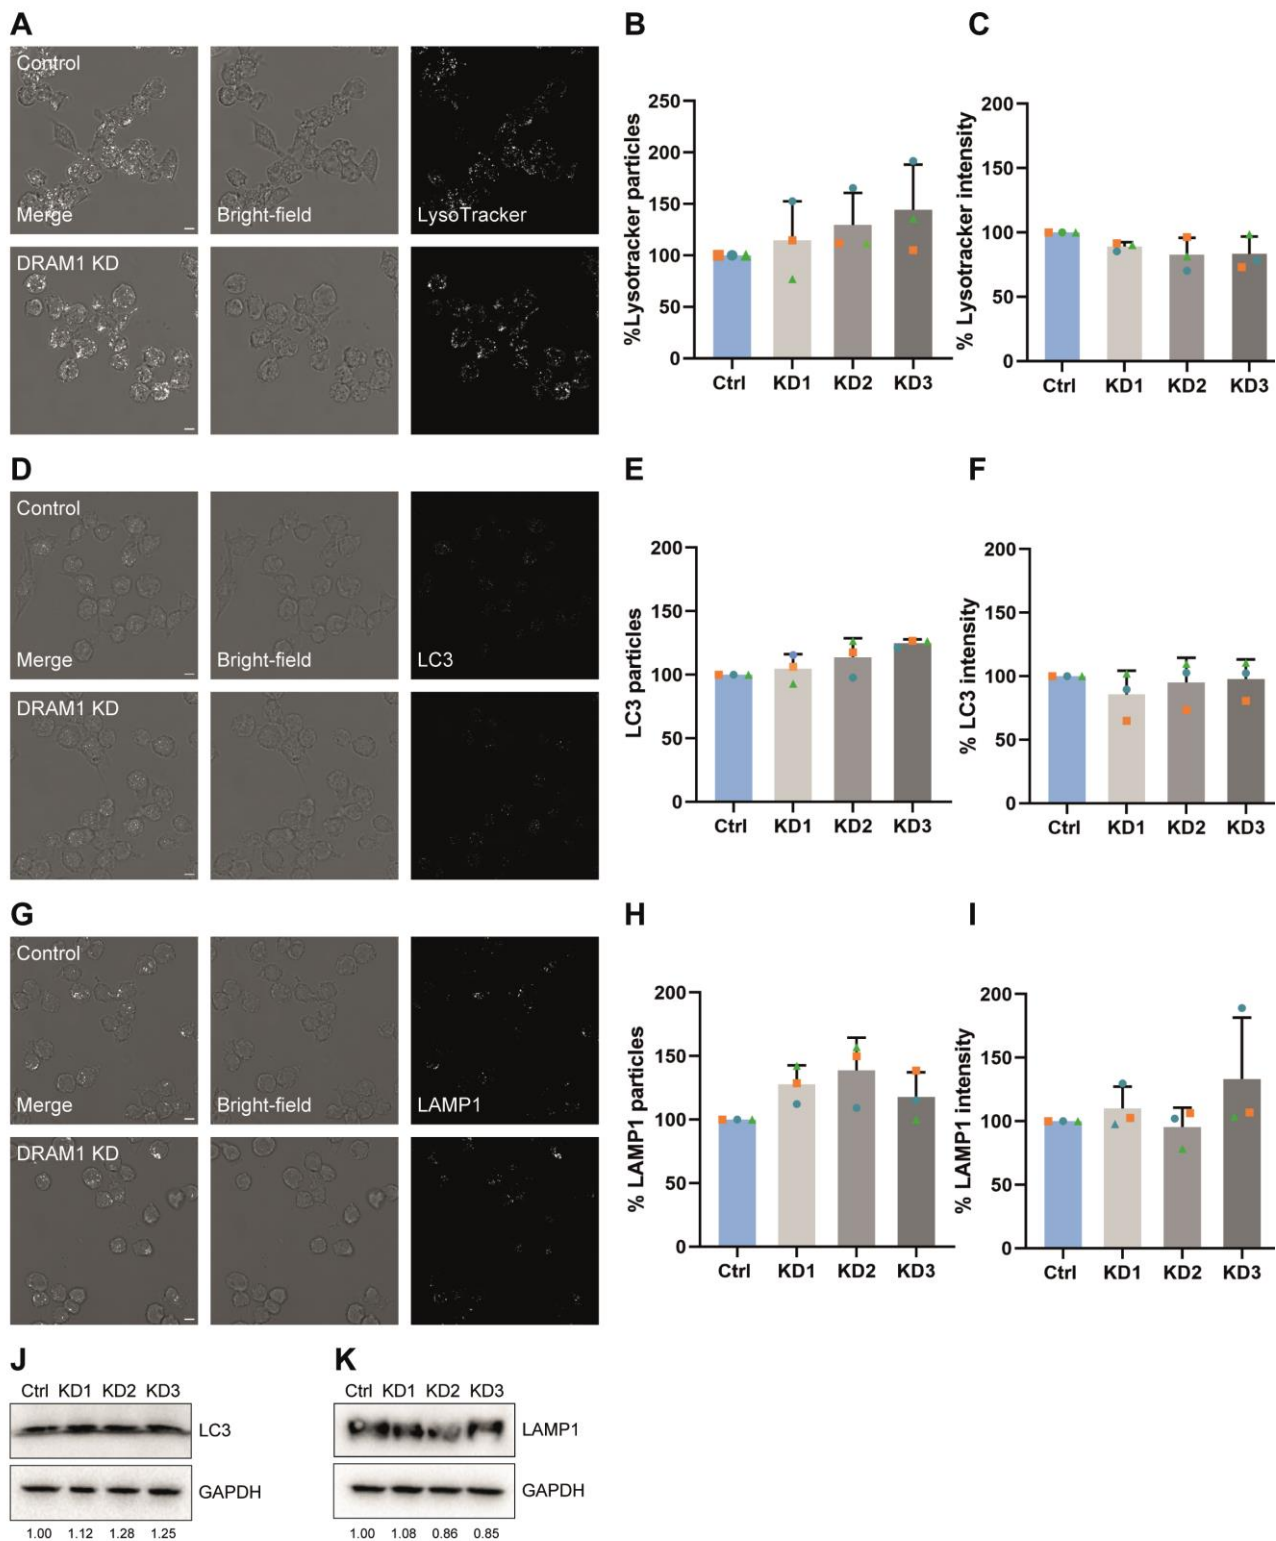 A
B
C
Control
Merge
Bright-field
LysoTracker
DRAM1 KD
%Lysotracker particles
250
200
150
100
50
0
Ctrl KD1 KD2 KD3
% Lysotracker intensity
200
150
100
50
0
Ctrl KD1 KD2 KD3
D
E
F
Control
Merge
Bright-field
LC3
DRAM1 KD
LC3 particles
200
150
100
50
0
Ctrl KD1 KD2 KD3
% LC3 intensity
200
150
100
50
0
Ctrl KD1 KD2 KD3
G
H
I
Control
Merge
Bright-field
LAMP1
DRAM1 KD
% LAMP1 particles
200
150
100
50
0
Ctrl KD1 KD2 KD3
% LAMP1 intensity
200
150
100
50
0
Ctrl KD1 KD2 KD3
J
Ctrl KD1 KD2 KD3
LC3
GAPDH
1.00 1.12 1.28 1.25
K
Ctrl KD1 KD2 KD3
LAMP1
GAPDH
1.00 1.08 0.86 0.85